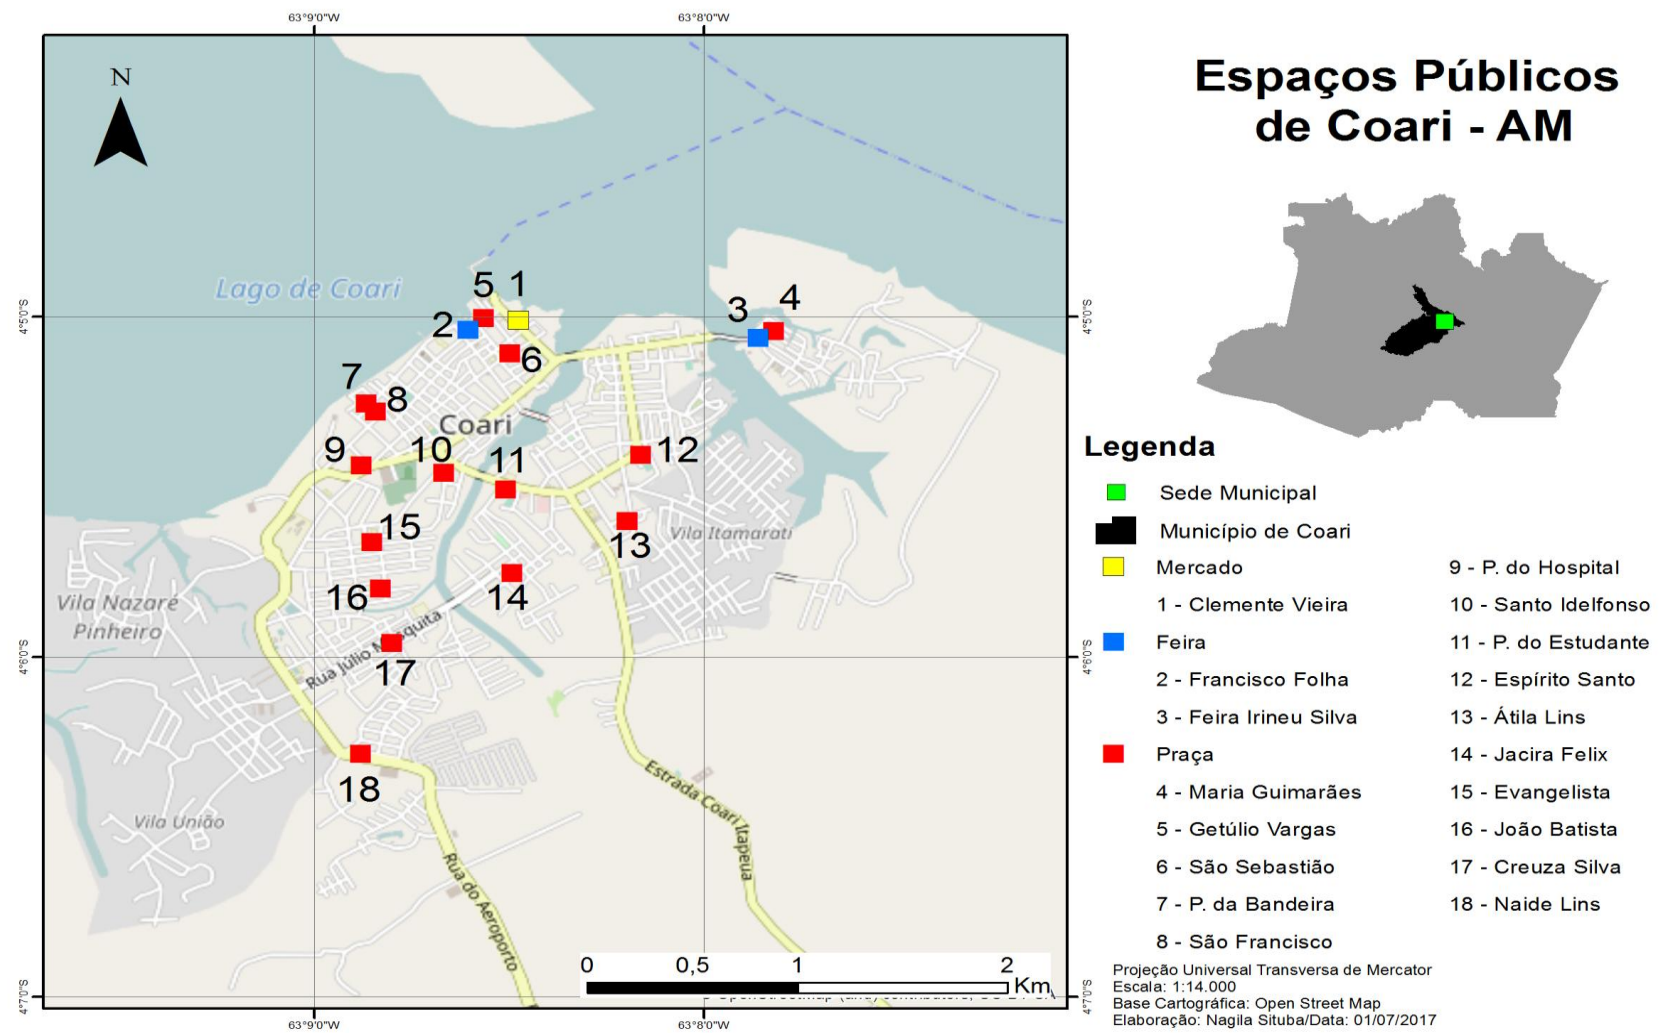 63°9'0"W
63°8'0"W
N
Espaços Públicos
de Coari - AM
Lago de Coari
5
1
2
6
3
4
4°5'0"S
4°5'0"S
7
8
Coari
9
10
11
12
13
Vila Itamarati
15
16
14
Vila Nazaré
Pinheiro
Rua Júlio Mesquita
17
4°6'0"S
4°6'0"S
18
Vila União
Estrada Coari Itapeua
Rua do Aeroporto
0
0,5
1
2
Km
4°7'0"S
4°7'0"S
63°9'0"W
63°8'0"W
Legenda
Sede Municipal
Município de Coari
Mercado
1 - Clemente Vieira
Feira
2 - Francisco Folha
3 - Feira Irineu Silva
Praça
4 - Maria Guimarães
5 - Getúlio Vargas
6 - São Sebastião
7 - P. da Bandeira
8 - São Francisco
9 - P. do Hospital
10 - Santo Idelfonso
11 - P. do Estudante
12 - Espírito Santo
13 - Átila Lins
14 - Jacira Felix
15 - Evangelista
16 - João Batista
17 - Creuza Silva
18 - Naide Lins
Projeção Universal Transversa de Mercator
Escala: 1:14.000
Base Cartográfica: Open Street Map
Elaboração: Nagila Situba/Data: 01/07/2017